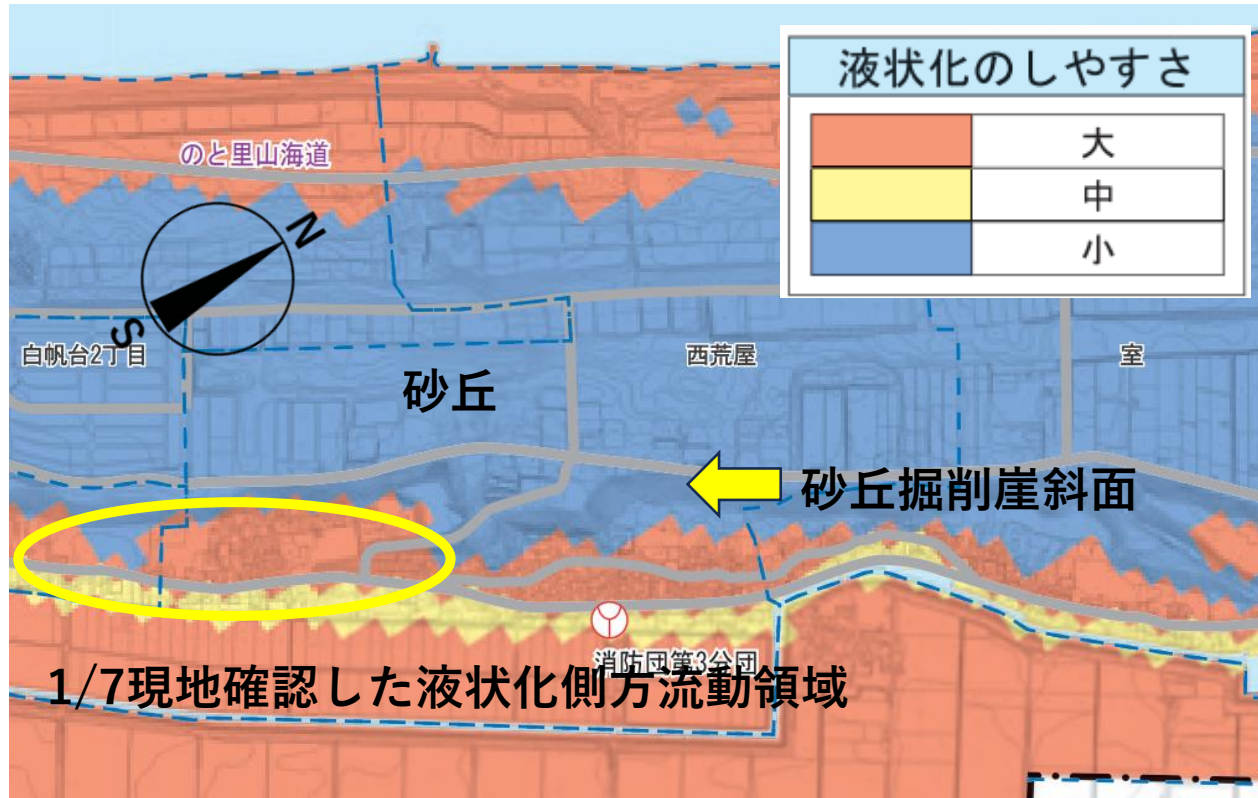 液状化のしやすさ
大
中
小
のと里山海道
N
S
白帆台2丁目
西荒屋
室
砂丘
砂丘掘削崖斜面
消防団第3分団
1/7現地確認した液状化側方流動領域